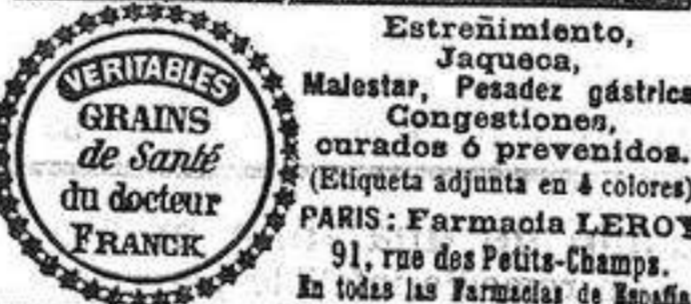 VERITABLES
GRAINS
de Santé
du docteur
FRANCK
Estreñimiento,
Jaqueca,
Malestar, Pesadez gástrica
Congestiones,
curados ó prevenidos.
(Etiqueta adjunta en 4 colores)
PARIS: Farmacia LEROY
91, rue des Petits-Champs.
En todas las Farmacias de España